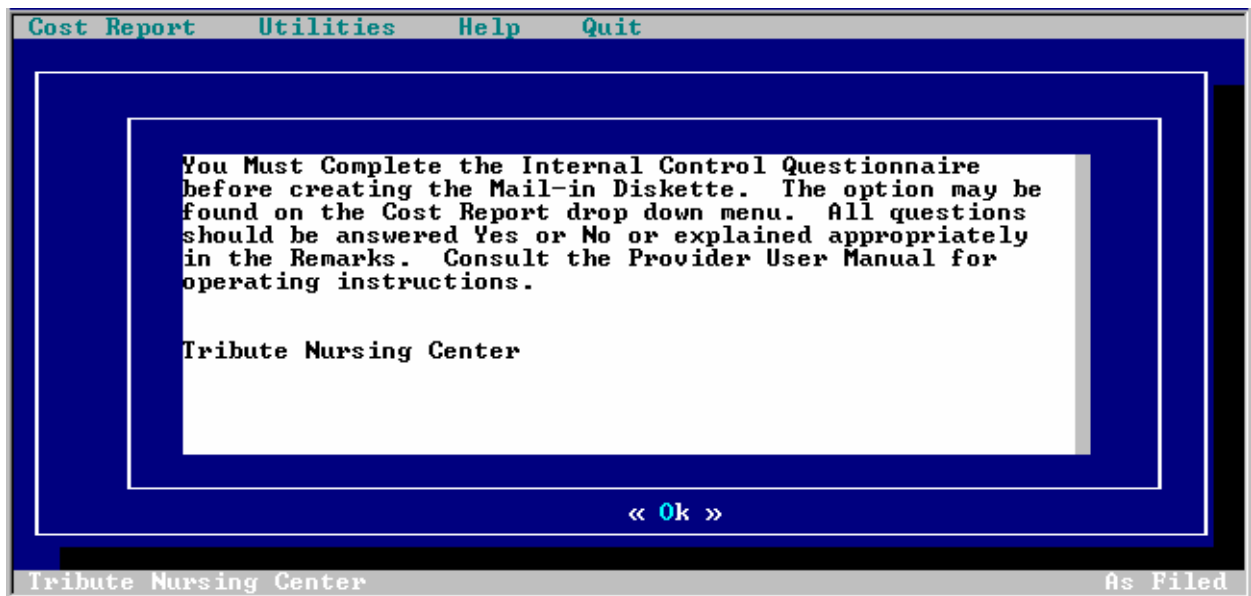 Cost Report Utilities Help Quit
You Must Complete the Internal Control Questionnaire
before creating the Mail-in Diskette.  The option may be
found on the Cost Report drop down menu.  All questions
should be answered Yes or No or explained appropriately
in the Remarks.  Consult the Provider User Manual for
operating instructions.
Tribute Nursing Center
« Ok »
Tribute Nursing Center As Filed